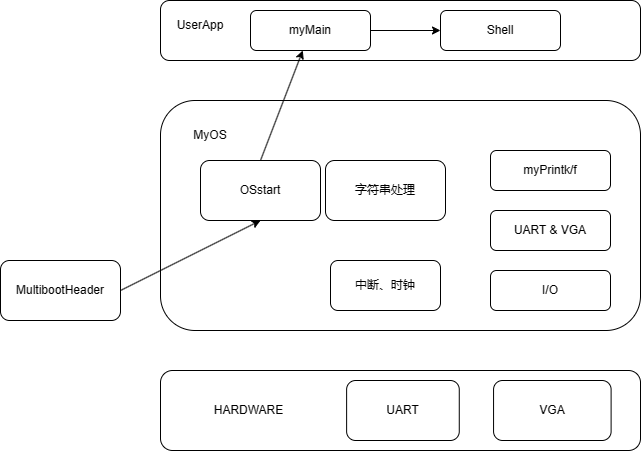 UserApp
myMain
Shell
MyOS
OSstart
字符串处理
myPrintk/f
UART & VGA
MultibootHeader
中断、时钟
I/O
HARDWARE
UART
VGA